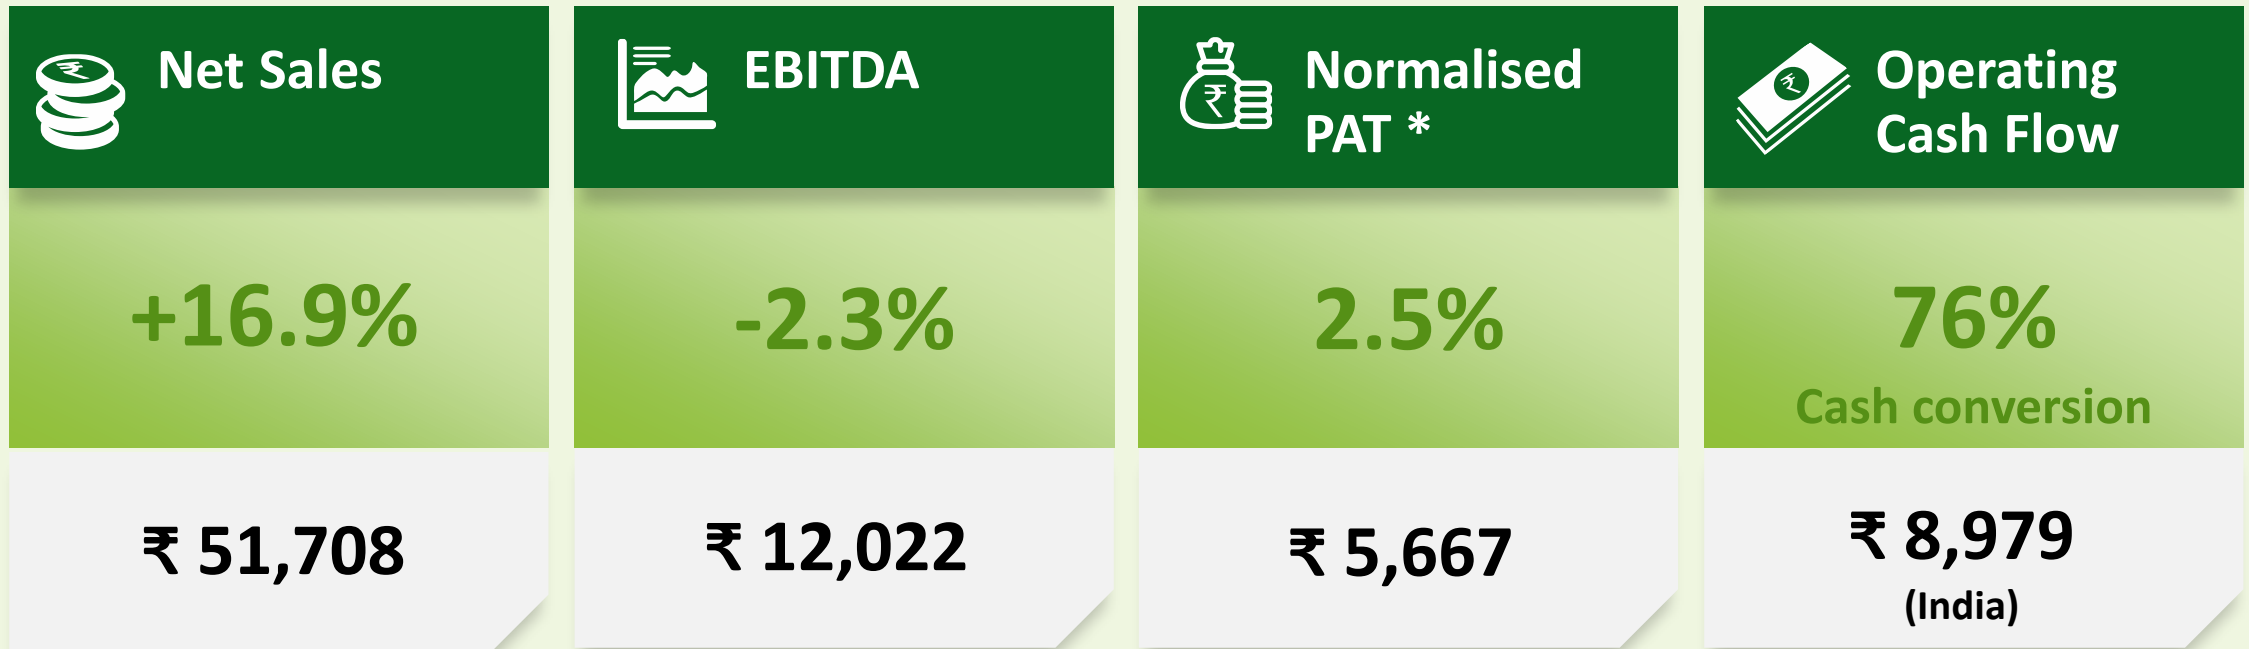 Net Sales
+16.9%
₹ 51,708
EBITDA
-2.3%
₹ 12,022
Normalised
PAT *
2.5%
₹ 5,667
Operating
Cash Flow
76%
Cash conversion
₹ 8,979
(India)